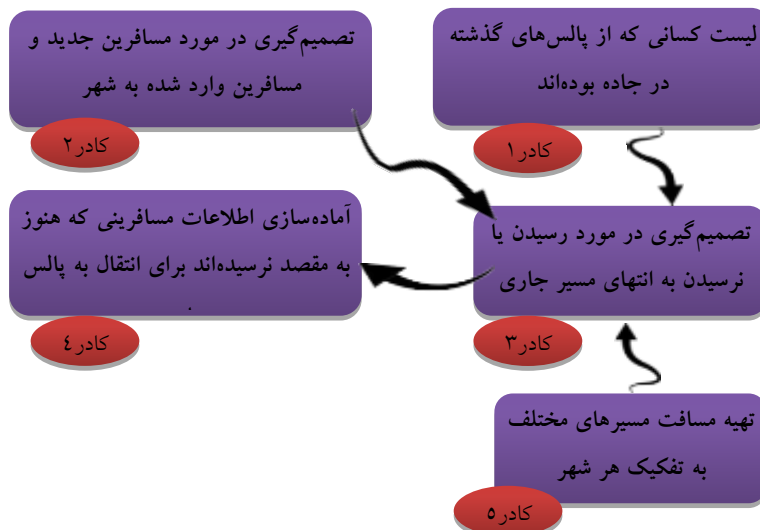 لیست کسانی که از پالس‌های گذشته
در جاده بوده‌اند
کادر۱
تصمیم‌گیری در مورد مسافرین جدید و
مسافرین وارد شده به شهر
کادر۲
تصمیم‌گیری در مورد رسیدن یا
نرسیدن به انتهای مسیر جاری
کادر۳
آماده‌سازی اطلاعات مسافرینی که هنوز
به مقصد نرسیده‌اند برای انتقال به پالس
.
کادر٤
تهیه مسافت مسیرهای مختلف
به تفکیک هر شهر
کادر٥